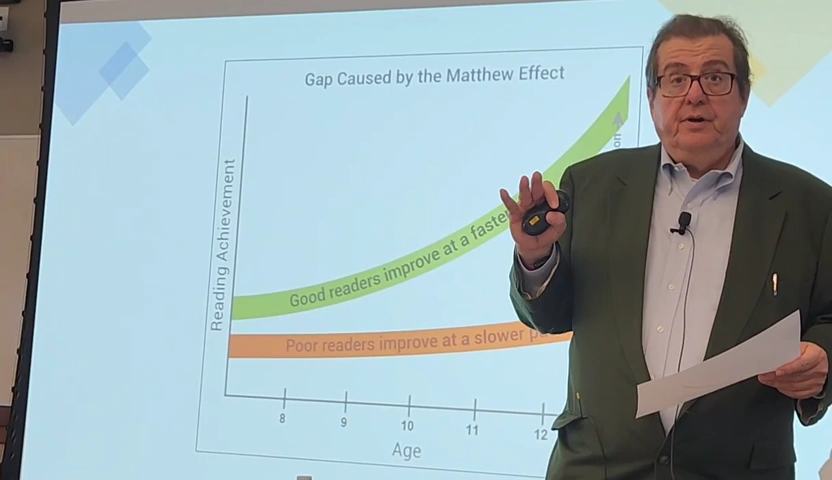 Gap Caused by the Matthew Effect
Reading Achievement
Good readers improve at a faster
Poor readers improve at a slower
8
9
10
11
12
Age